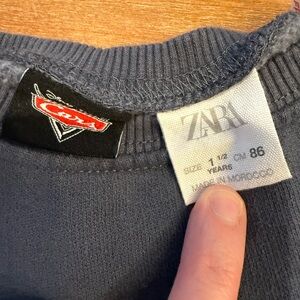 Cars
ZARA
SIZE 1 1/2 CM 86
YEARS
MADE IN MOROCCO